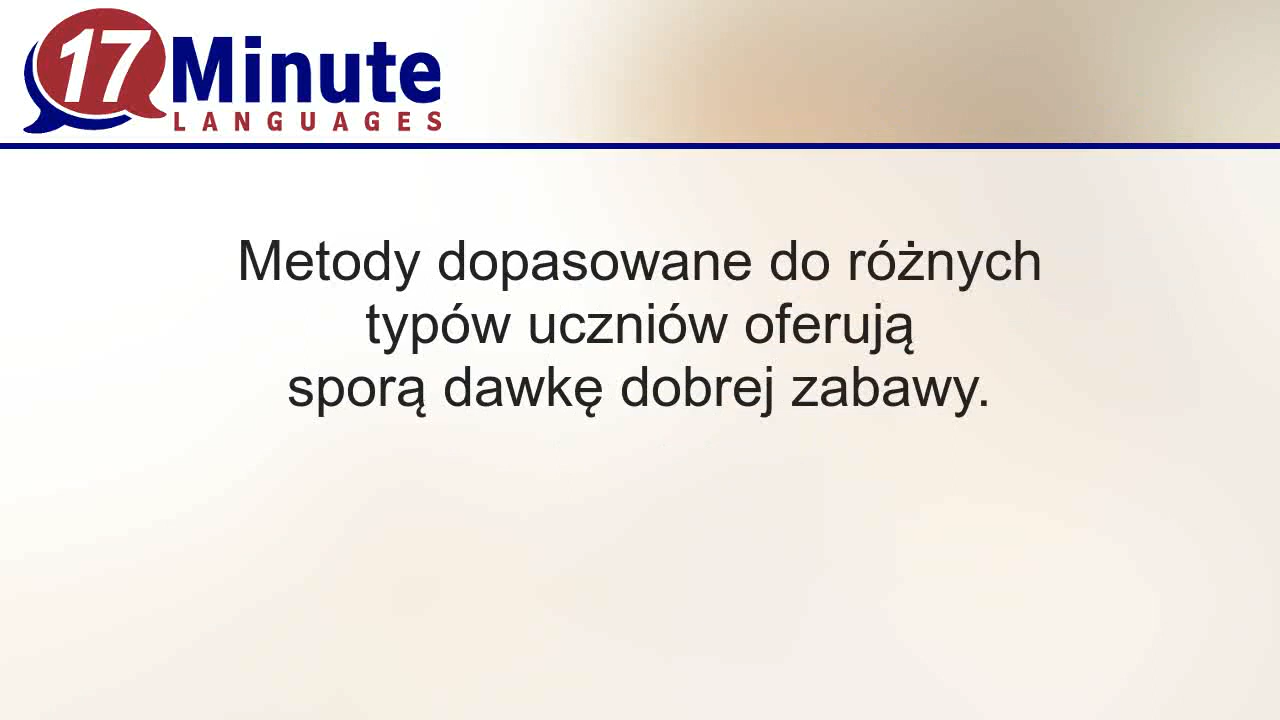 17 Minute
LANGUAGES
Metody dopasowane do różnych
typów uczniów oferują
sporą dawkę dobrej zabawy.